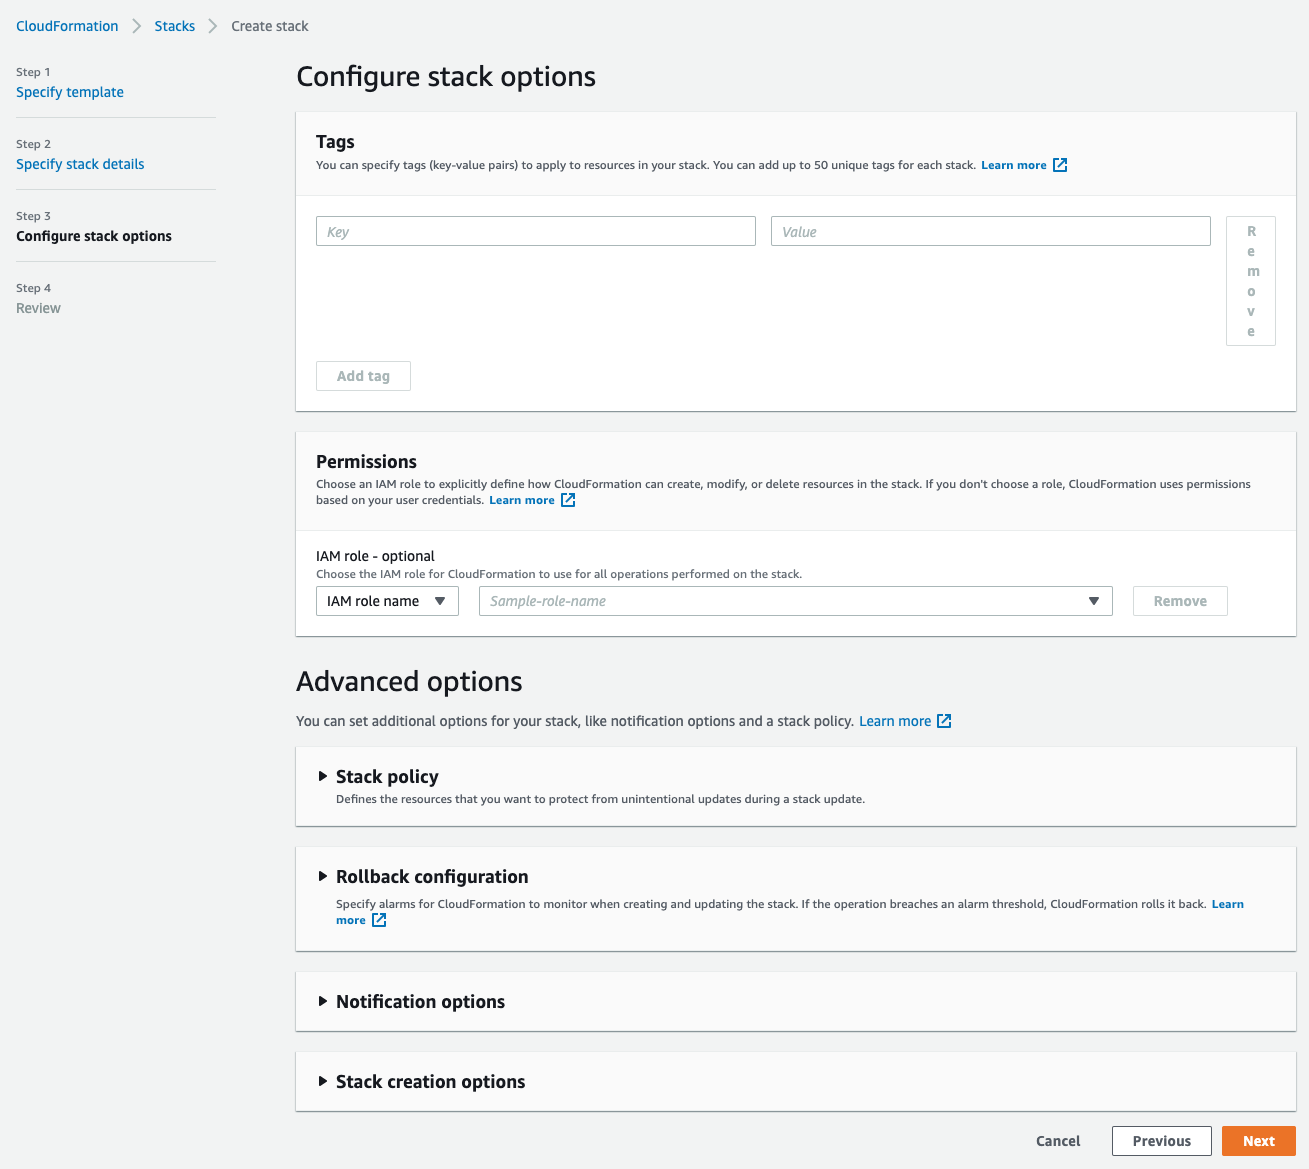 CloudFormation > Stacks > Create stack
Step 1
Specify template
Step 2
Specify stack details
Step 3
Configure stack options
Step 4
Review
Configure stack options
Tags
You can specify tags (key-value pairs) to apply to resources in your stack. You can add up to 50 unique tags for each stack. Learn more
Key
Value
Remove
Add tag
Permissions
Choose an IAM role to explicitly define how CloudFormation can create, modify, or delete resources in the stack. If you don't choose a role, CloudFormation uses permissions
based on your user credentials. Learn more
IAM role - optional
Choose the IAM role for CloudFormation to use for all operations performed on the stack.
IAM role name
Sample-role-name
Remove
Advanced options
You can set additional options for your stack, like notification options and a stack policy. Learn more
Stack policy
Defines the resources that you want to protect from unintentional updates during a stack update.
Rollback configuration
Specify alarms for CloudFormation to monitor when creating and updating the stack. If the operation breaches an alarm threshold, CloudFormation rolls it back. Learn
more
Notification options
Stack creation options
Cancel
Previous
Next